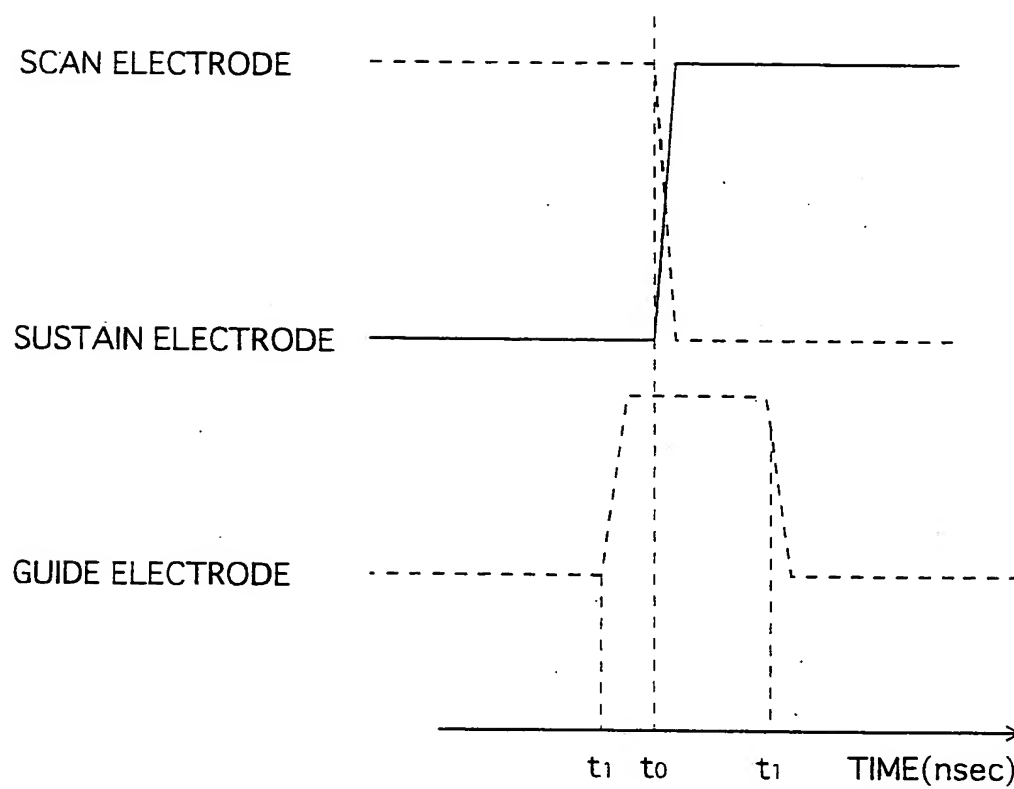 SCAN ELECTRODE
SUSTAIN ELECTRODE
GUIDE ELECTRODE
t1 t0 t1 TIME(nsec)